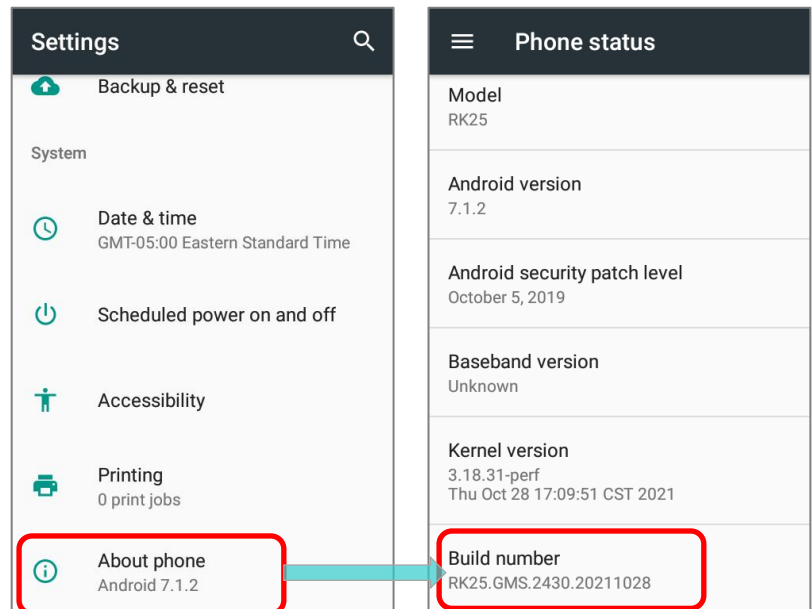 Settings
Backup & reset
System
Date & time
GMT-05:00 Eastern Standard Time
Scheduled power on and off
Accessibility
Printing
0 print jobs
About phone
Android 7.1.2
Phone status
Model
RK25
Android version
7.1.2
Android security patch level
October 5, 2019
Baseband version
Unknown
Kernel version
3.18.31-perf
Thu Oct 28 17:09:51 CST 2021
Build number
RK25.GMS.2430.20211028